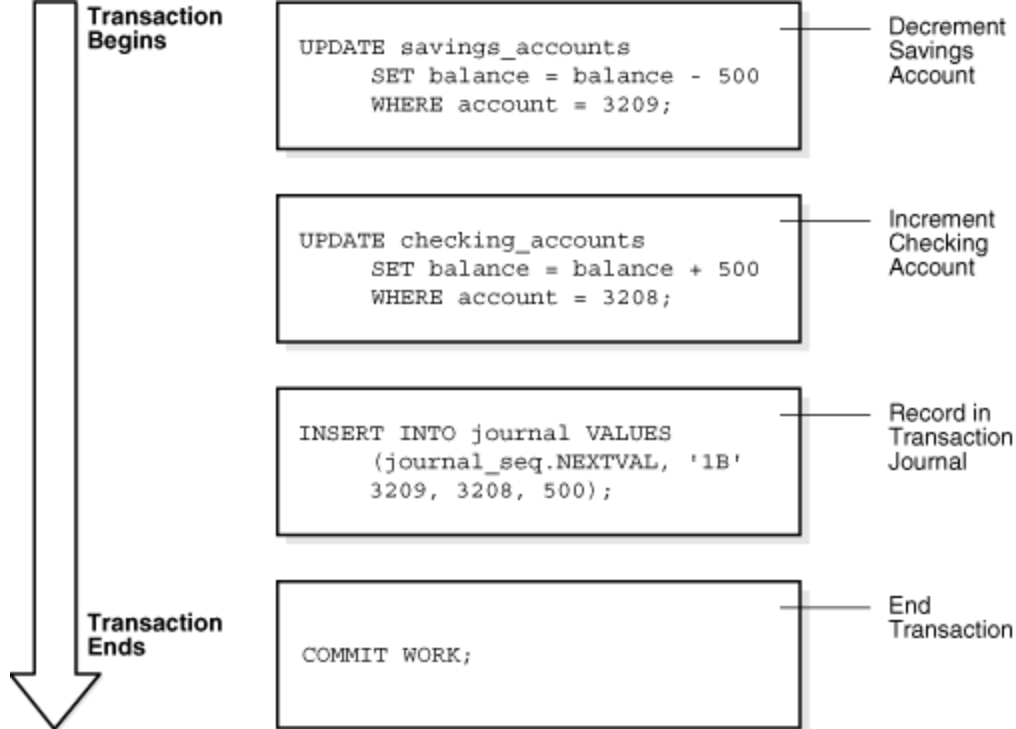 Transaction
Begins
UPDATE savings_accounts
SET balance = balance - 500
WHERE account = 3209;
Decrement
Savings
Account
UPDATE checking_accounts
SET balance = balance + 500
WHERE account = 3208;
Increment
Checking
Account
INSERT INTO journal VALUES
(journal_seq.NEXTVAL, '1B'
3209, 3208, 500);
Record in
Transaction
Journal
Transaction
Ends
COMMIT WORK;
End
Transaction